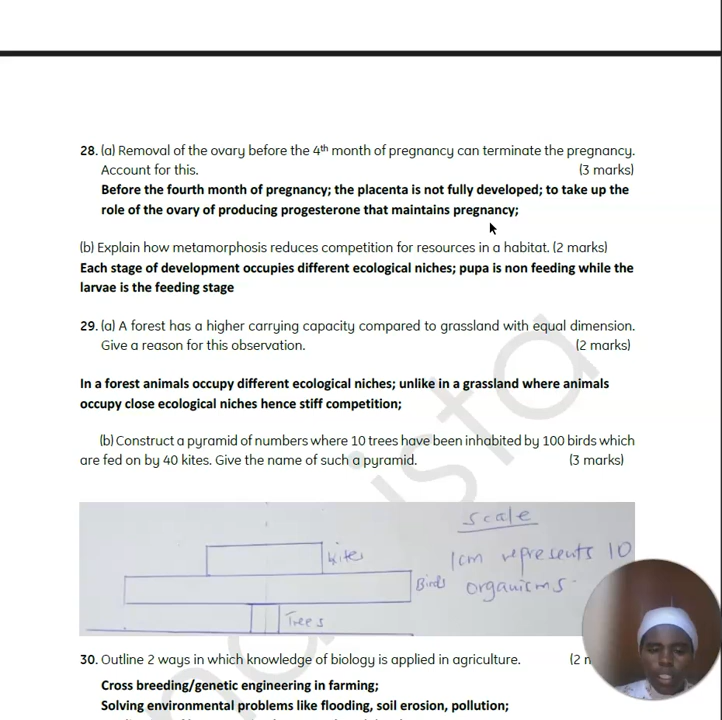 28. (a) Removal of the ovary before the 4th month of pregnancy can terminate the pregnancy.
Account for this. (3 marks)
Before the fourth month of pregnancy; the placenta is not fully developed; to take up the
role of the ovary of producing progesterone that maintains pregnancy;
(b) Explain how metamorphosis reduces competition for resources in a habitat. (2 marks)
Each stage of development occupies different ecological niches; pupa is non feeding while the
larvae is the feeding stage
29. (a) A forest has a higher carrying capacity compared to grassland with equal dimension.
Give a reason for this observation. (2 marks)
In a forest animals occupy different ecological niches; unlike in a grassland where animals
occupy close ecological niches hence stiff competition;
(b) Construct a pyramid of numbers where 10 trees have been inhabited by 100 birds which
are fed on by 40 kites. Give the name of such a pyramid. (3 marks)
Scale
Kites
1cm represents 10
Birds
organisms.
Trees
30. Outline 2 ways in which knowledge of biology is applied in agriculture. (2
Cross breeding/genetic engineering in farming;
Solving environmental problems like flooding, soil erosion, pollution;